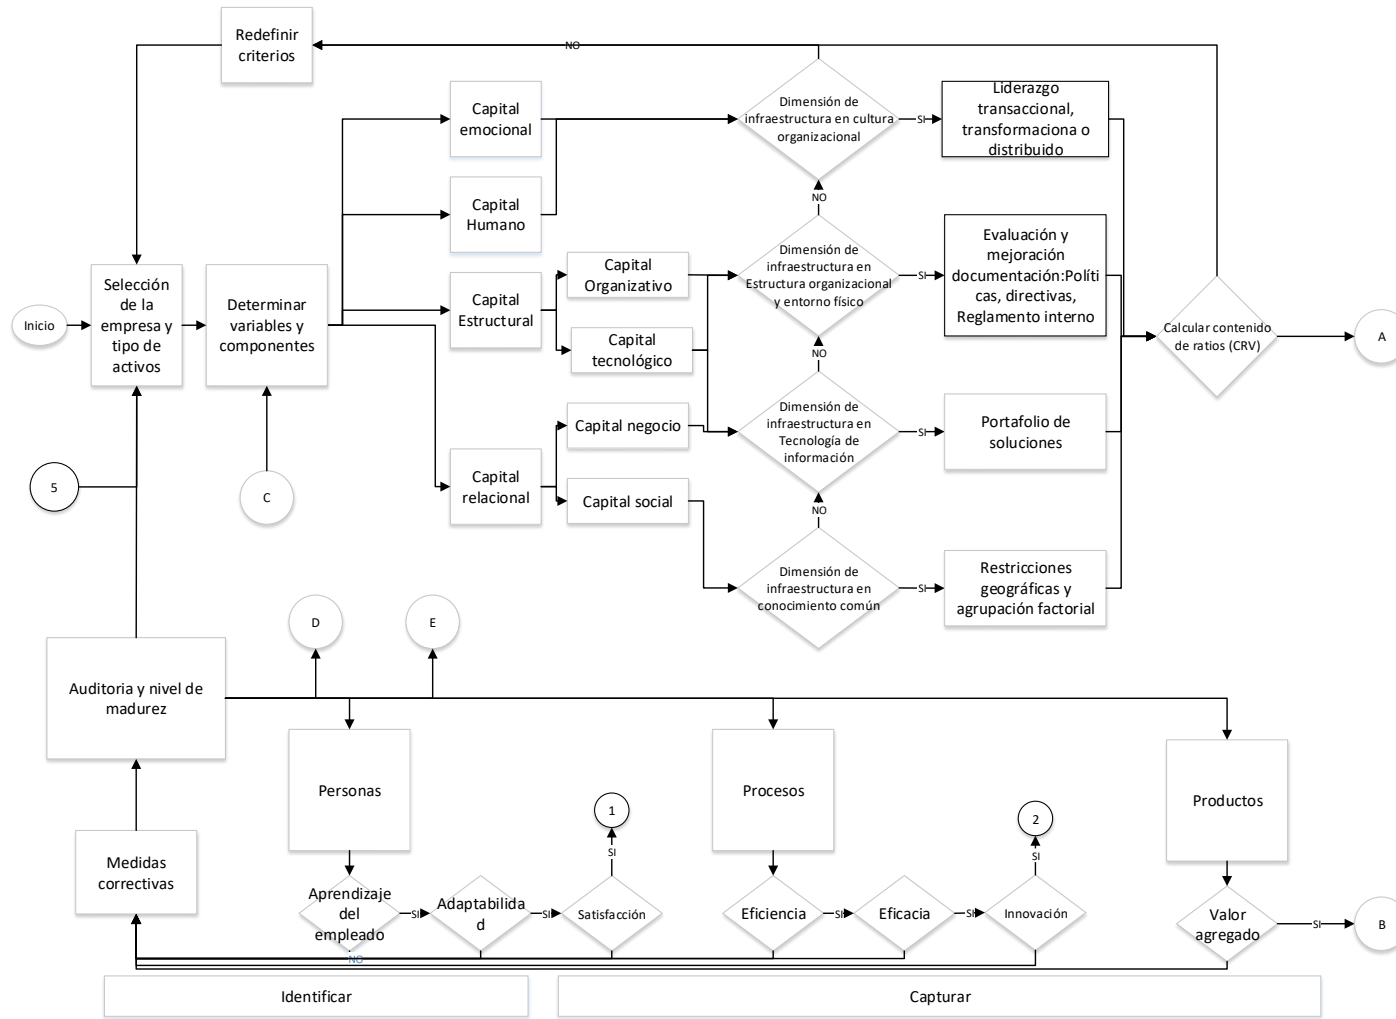 Redefinir
criterios
NO
Capital
emocional
Dimensión de
infraestructura en cultura
organizacional
SI
Liderazgo
transaccional,
transformaciona o
distribuido
Capital
Humano
NO
Selección
de la
empresa y
tipo de
activos
Inicio
Determinar
variables y
componentes
Capital
Estructural
Capital
Organizativo
Capital
tecnológico
Dimensión de
infraestructura en
Estructura organizacional
y entorno físico
SI
Evaluación y
mejoración
documentación:Políti
cas, directivas,
Reglamento interno
Calcular contenido
de ratios (CRV)
A
NO
Capital negocio
Dimensión de
infraestructura en
Tecnología de
información
SI
Portafolio de
soluciones
5
C
Capital
relacional
Capital social
NO
Dimensión de
infraestructura en
conocimiento común
SI
Restricciones
geográficas y
agrupación factorial
D
E
Auditoria y nivel de
madurez
Personas
Procesos
Productos
1
2
SI
SI
Medidas
correctivas
Aprendizaje
del
empleado
SI
Adaptabilida
d
SI
Satisfacción
Eficiencia
SI
Eficacia
SI
Innovación
Valor
agregado
SI
B
NO
Identificar
Capturar